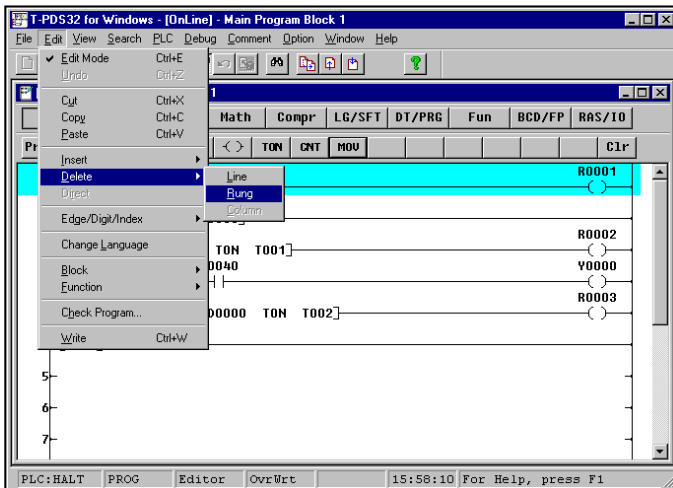 T-PDS32 for Windows - [OnLine] - Main Program Block 1
File Edit View Search PLC Debug Comment Option Window Help
Edit Mode Ctrl+E
Undo Ctrl+Z
Cut Ctrl+X
Copy Ctrl+C
Paste Ctrl+V
Insert
Delete
Direct
Edge/Digit/Index
Change Language
Block
Function
Check Program...
Write Ctrl+W
Line
Rung
Column
1
Math Compr LG/SFT DT/PRG Fun BCD/FP RAS/IO
Pr TON CNT MOV Clr
R0001
R0002
TON T001]
0040 Y0000
R0003
D0000 TON T002]
5
6
7
PLC:HALT PROG Editor OvrWrt 15:58:10 For Help, press F1